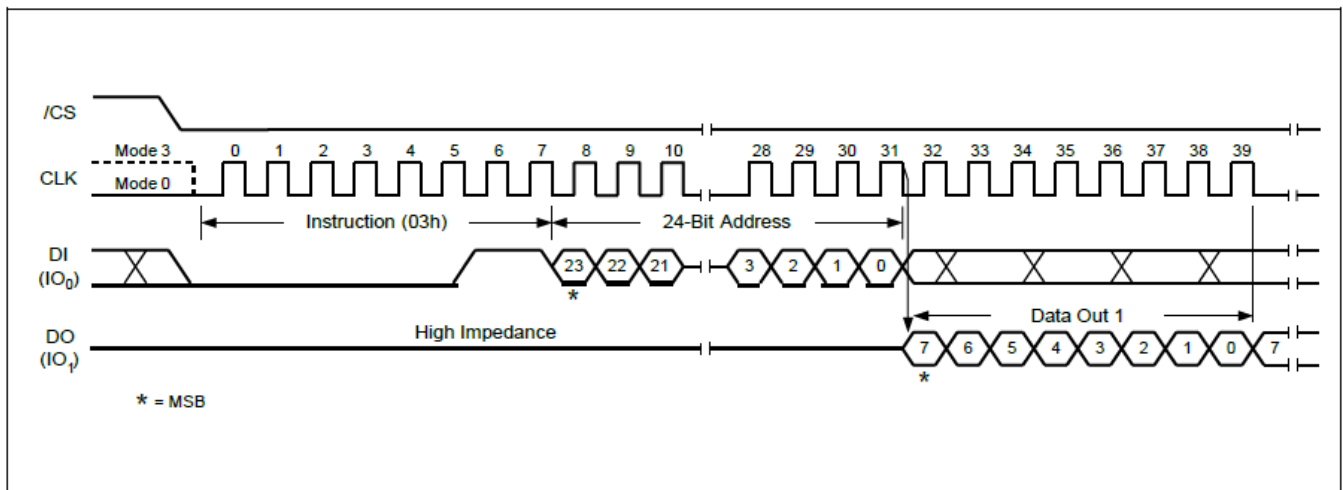 /CS
Mode 3
CLK
Mode 0
0 1 2 3 4 5 6 7 8 9 10 28 29 30 31 32 33 34 35 36 37 38 39
Instruction (03h)
24-Bit Address
DI
(IO₀)
23 22 21 3 2 1 0
*
Data Out 1
High Impedance
DO
(IO₁)
7 6 5 4 3 2 1 0 7
*
* = MSB